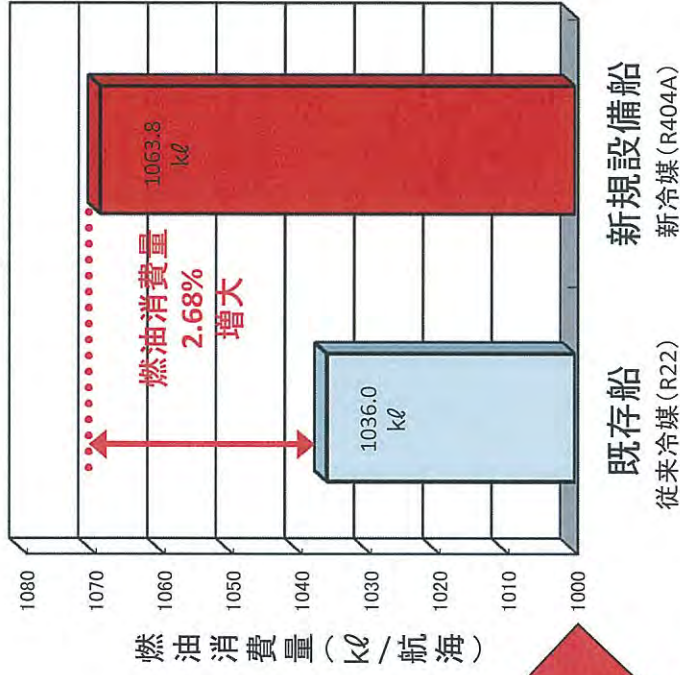 燃油消費量(kℓ/航海)
1080
1070
1060
1050
1040
1030
1020
1010
1000
燃油消費量
2.68%
増大
1036.0
kℓ
1063.8
kℓ
既存船
従来冷媒(R22)
新規設備船
新冷媒(R404A)